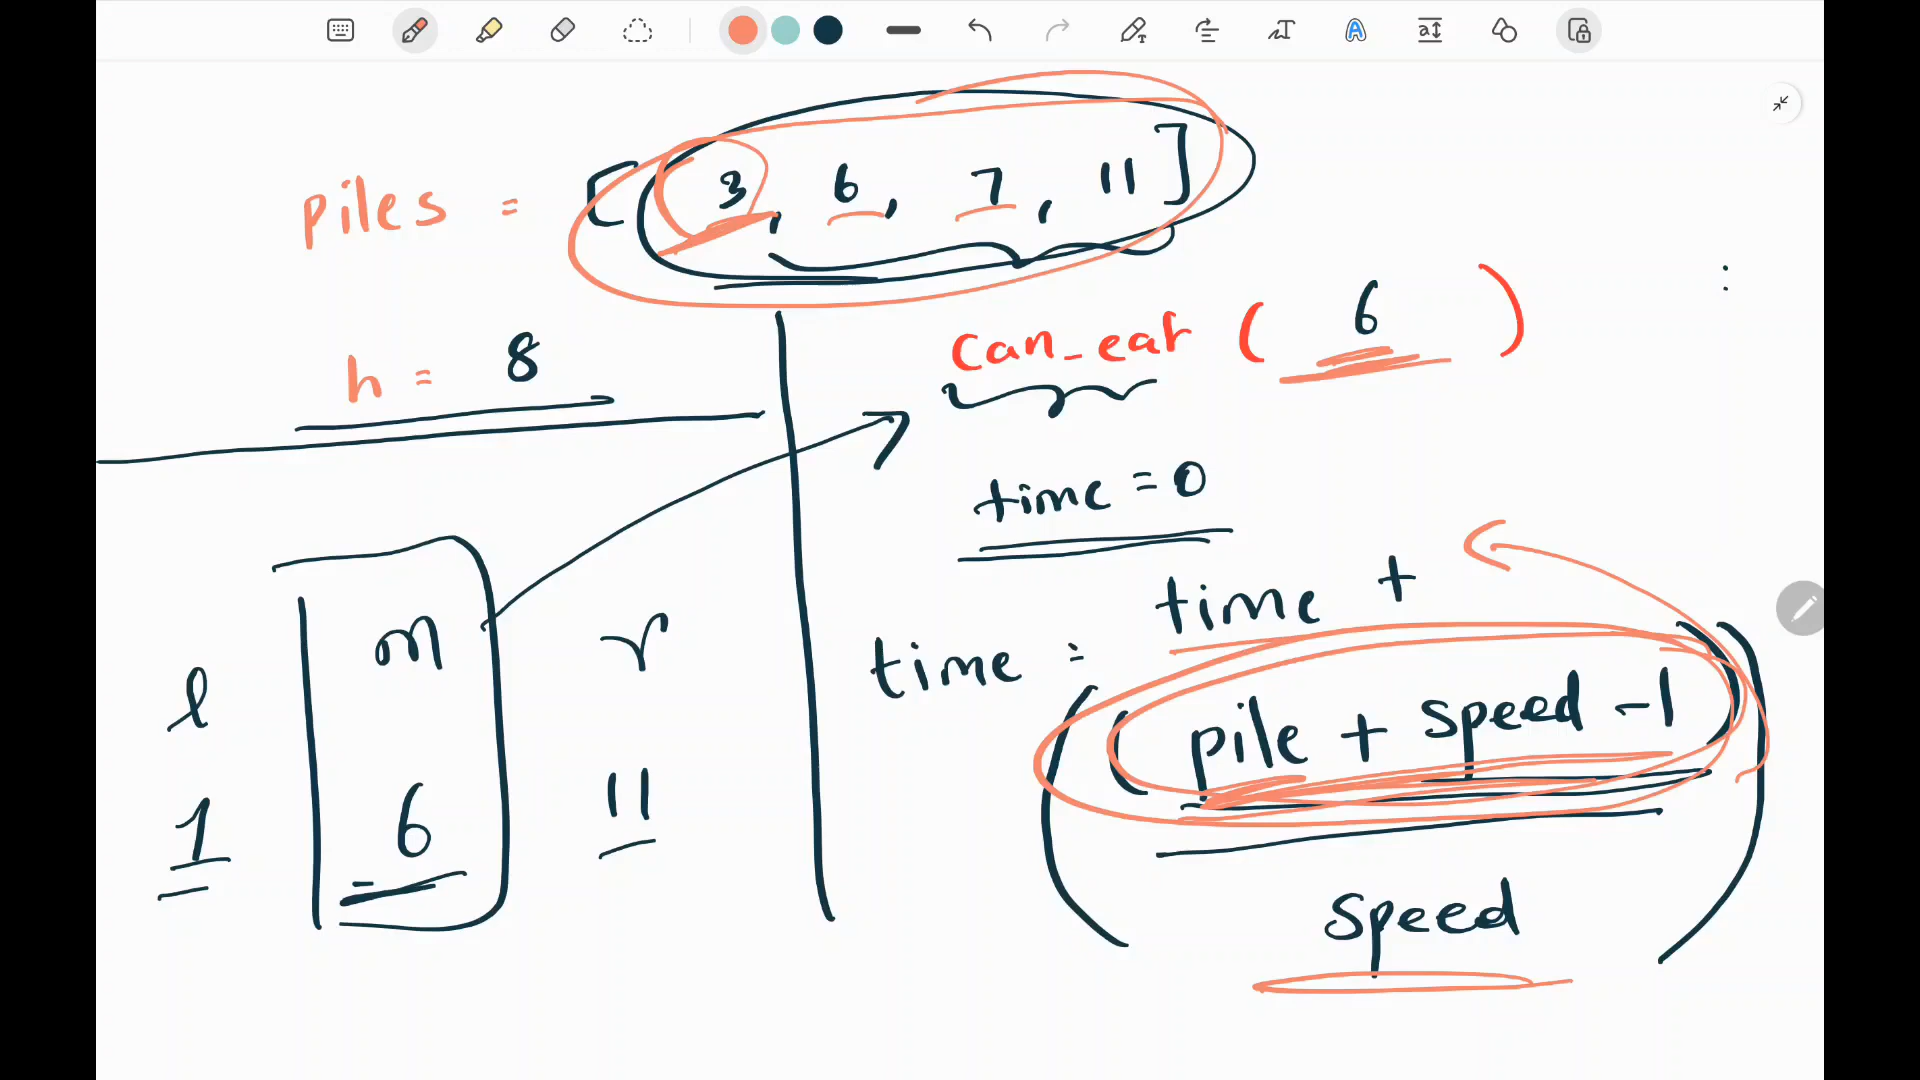 piles = [ 3, 6, 7, 11 ]
h = 8
can_eat ( 6 ) :
time = 0
time = time +
( ( pile + speed -1 )
speed )
l m r
1 6 11